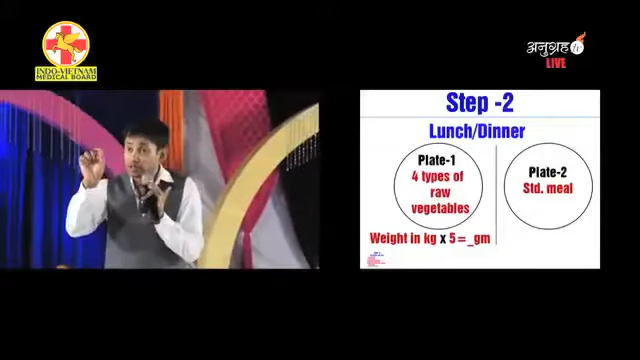 INDO-VIETNAM
MEDICAL BOARD
अनुग्रह tv
LIVE
Step -2
Lunch/Dinner
Plate-1
4 types of
raw
vegetables
Plate-2
Std. meal
Weight in kg x 5 = _gm